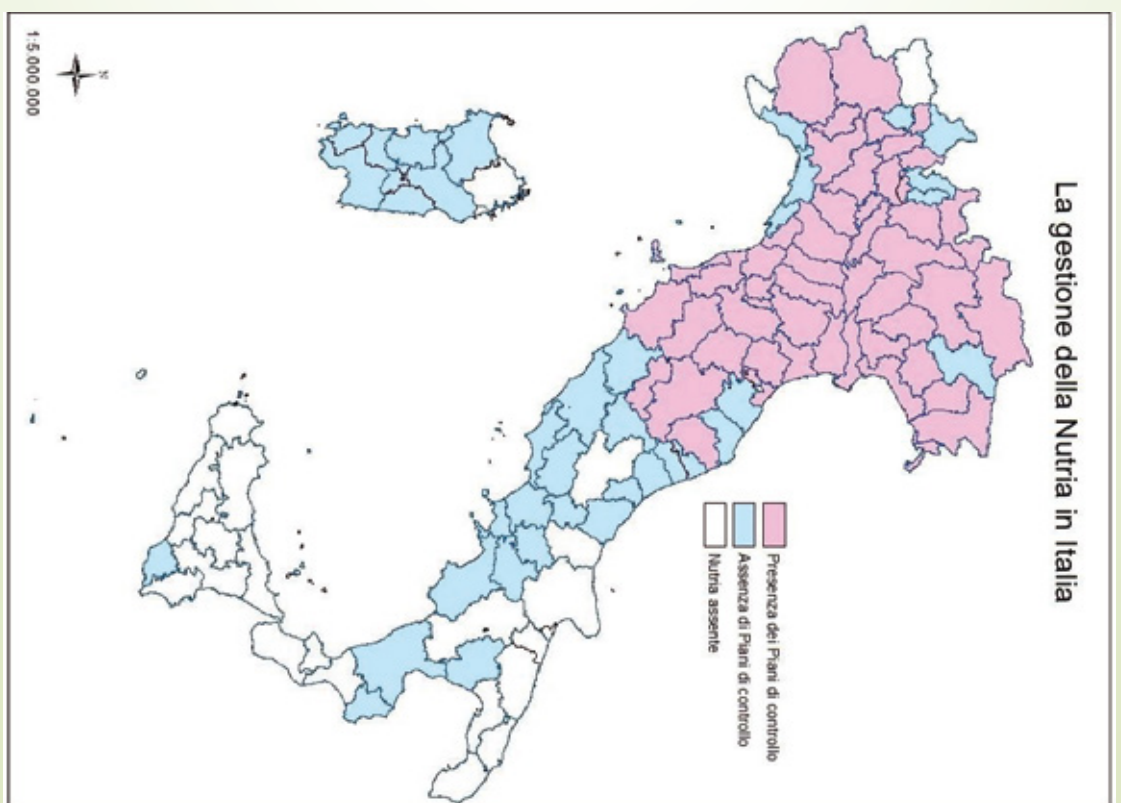 La gestione della Nutria in Italia
Presenza dei Piani di controllo
Assenza di Piani di controllo
Nutria assente
N
1:5.000.000